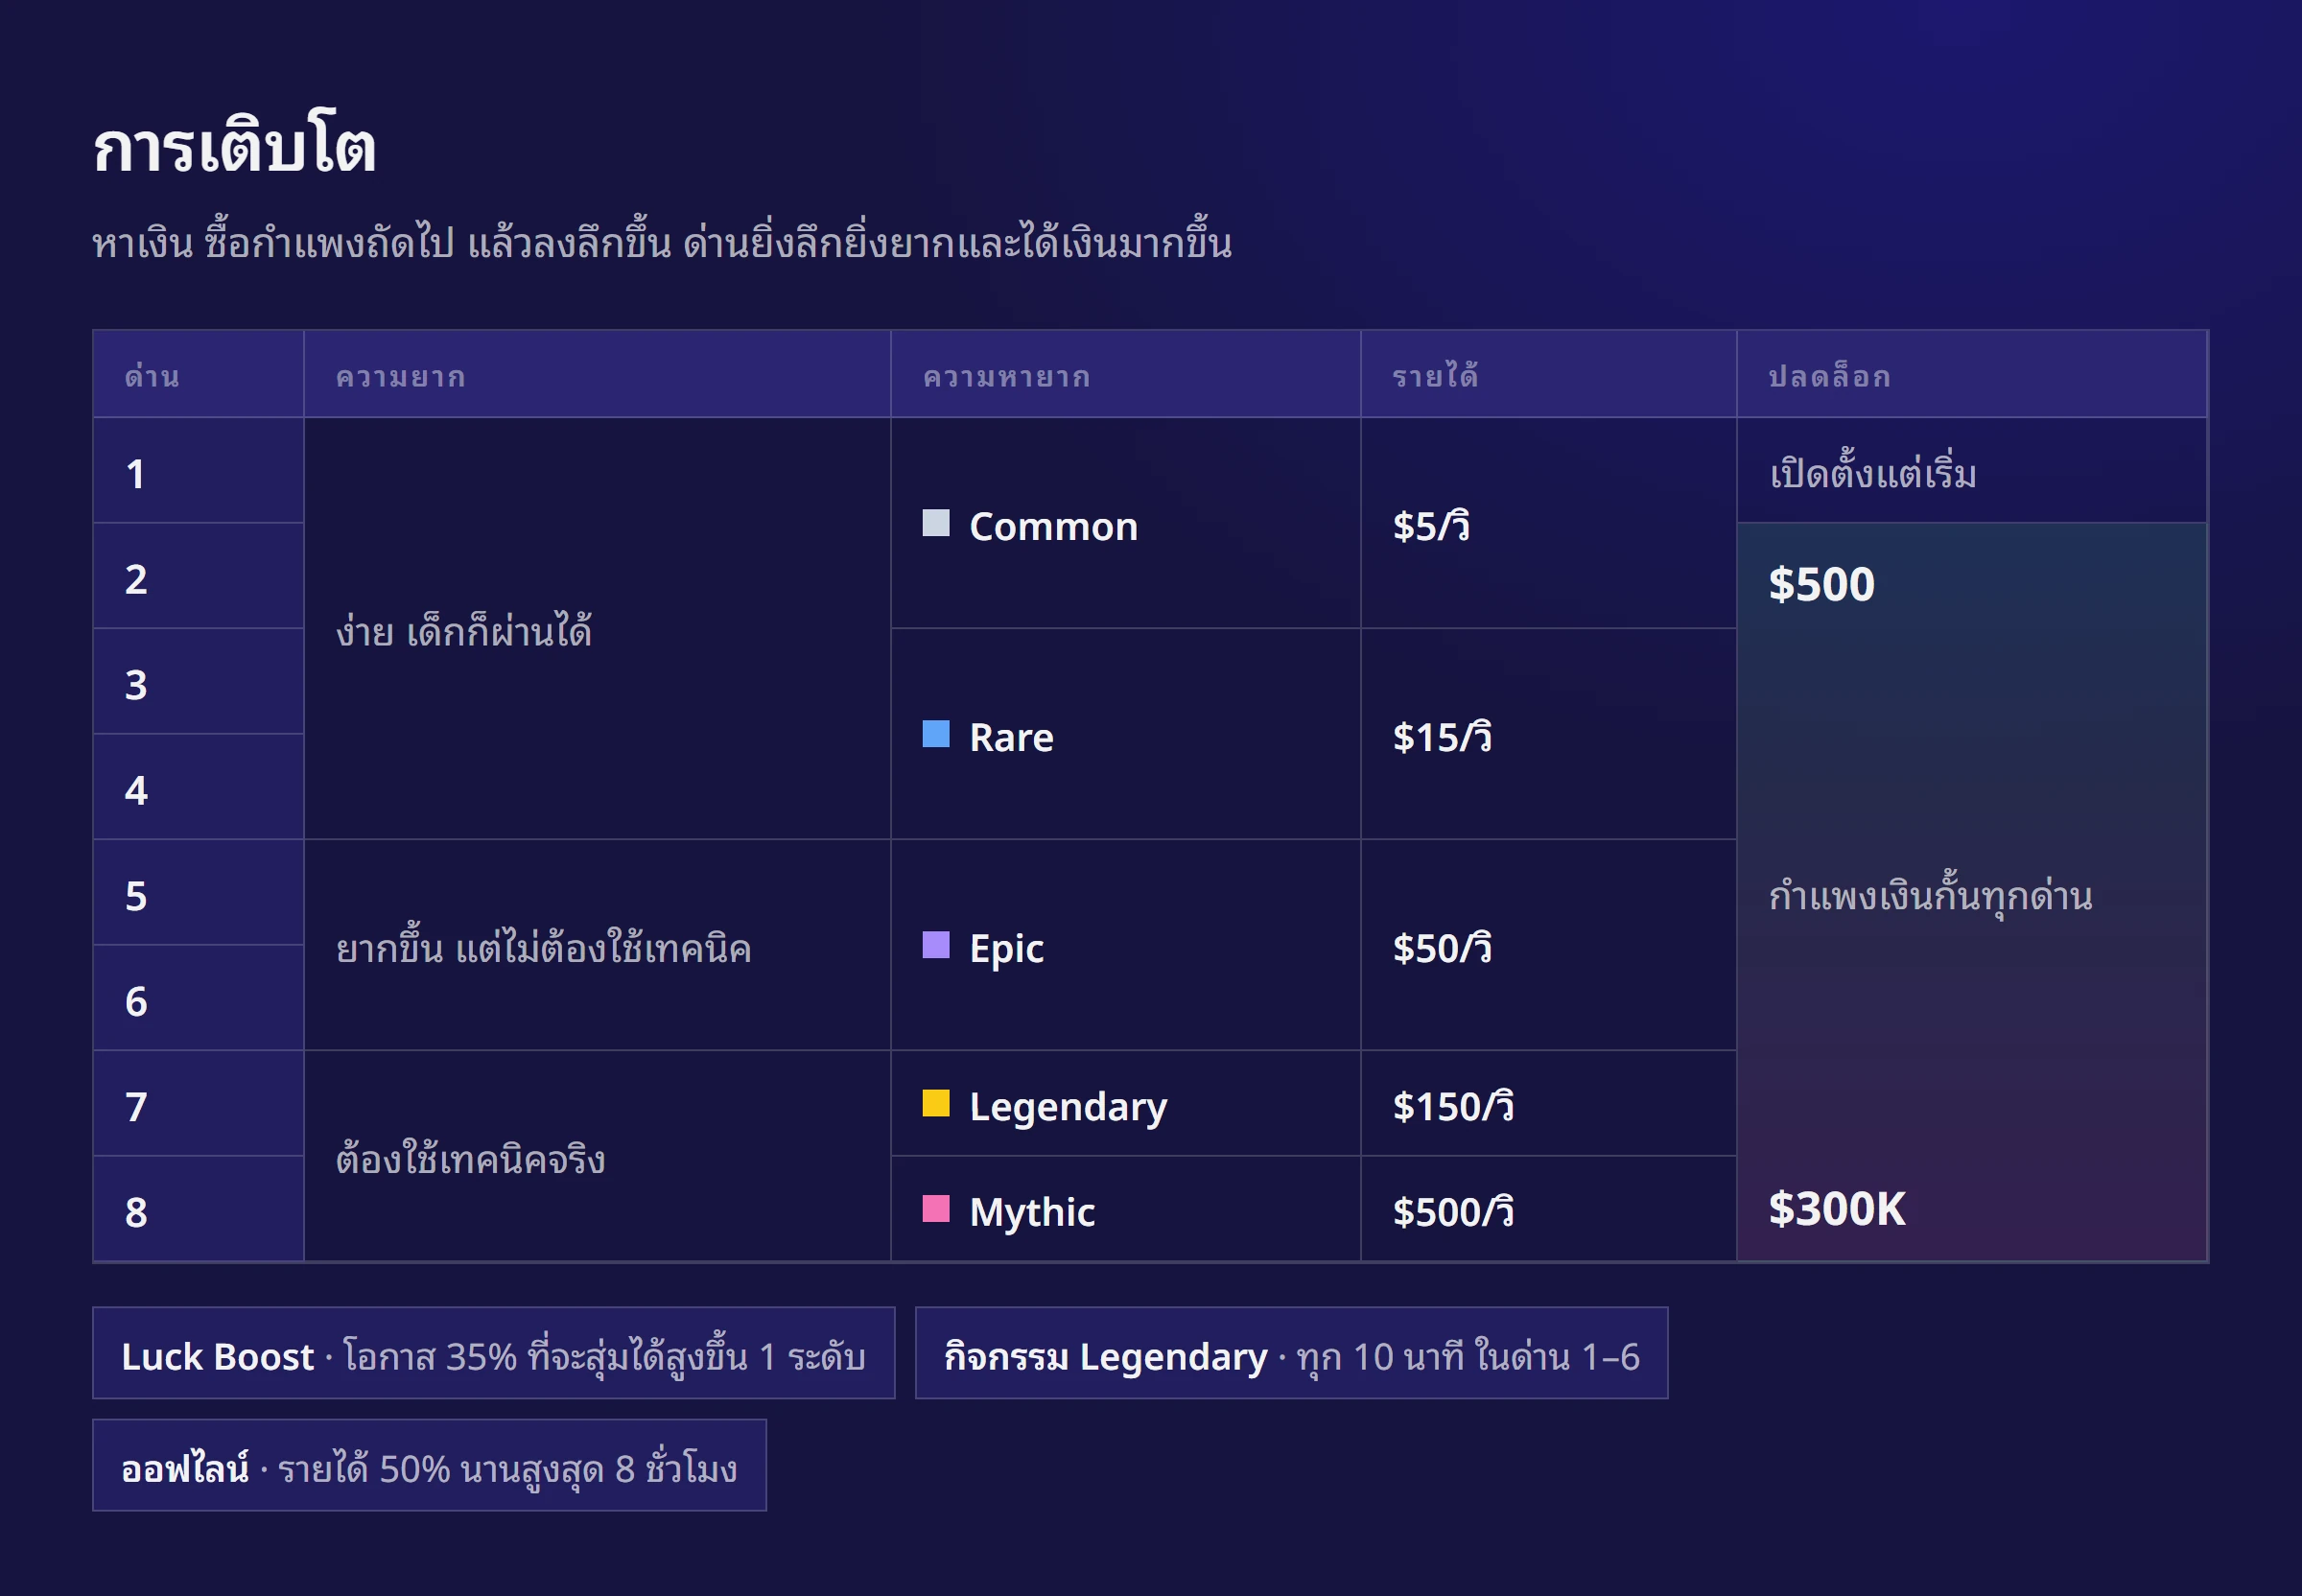 การเติบโต
หาเงิน ซื้อกำแพงถัดไป แล้วลงลึกขึ้น ด่านยิ่งลึกยิ่งยากและได้เงินมากขึ้น
ด่าน ความยาก ความหายาก รายได้ ปลดล็อก
1
เปิดตั้งแต่เริ่ม
Common $5/วิ
2
$500
ง่าย เด็กก็ผ่านได้
3
Rare $15/วิ
4
5
กำแพงเงินกั้นทุกด่าน
ยากขึ้น แต่ไม่ต้องใช้เทคนิค Epic $50/วิ
6
7
Legendary $150/วิ
ต้องใช้เทคนิคจริง
8
Mythic $500/วิ
$300K
Luck Boost · โอกาส 35% ที่จะสุ่มได้สูงขึ้น 1 ระดับ
กิจกรรม Legendary · ทุก 10 นาที ในด่าน 1–6
ออฟไลน์ · รายได้ 50% นานสูงสุด 8 ชั่วโมง